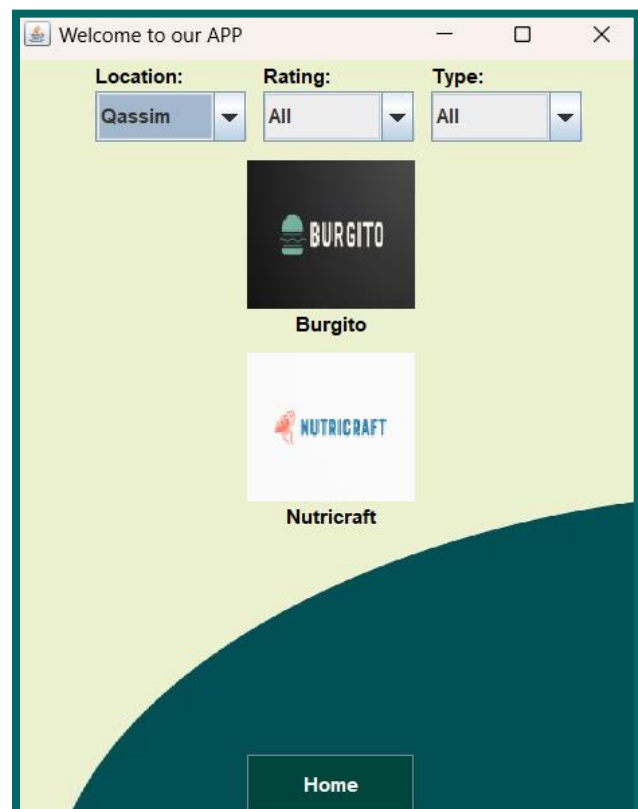 Welcome to our APP
Location: Rating: Type:
Qassim All All
BURGITO
Burgito
NUTRICRAFT
Nutricraft
Home